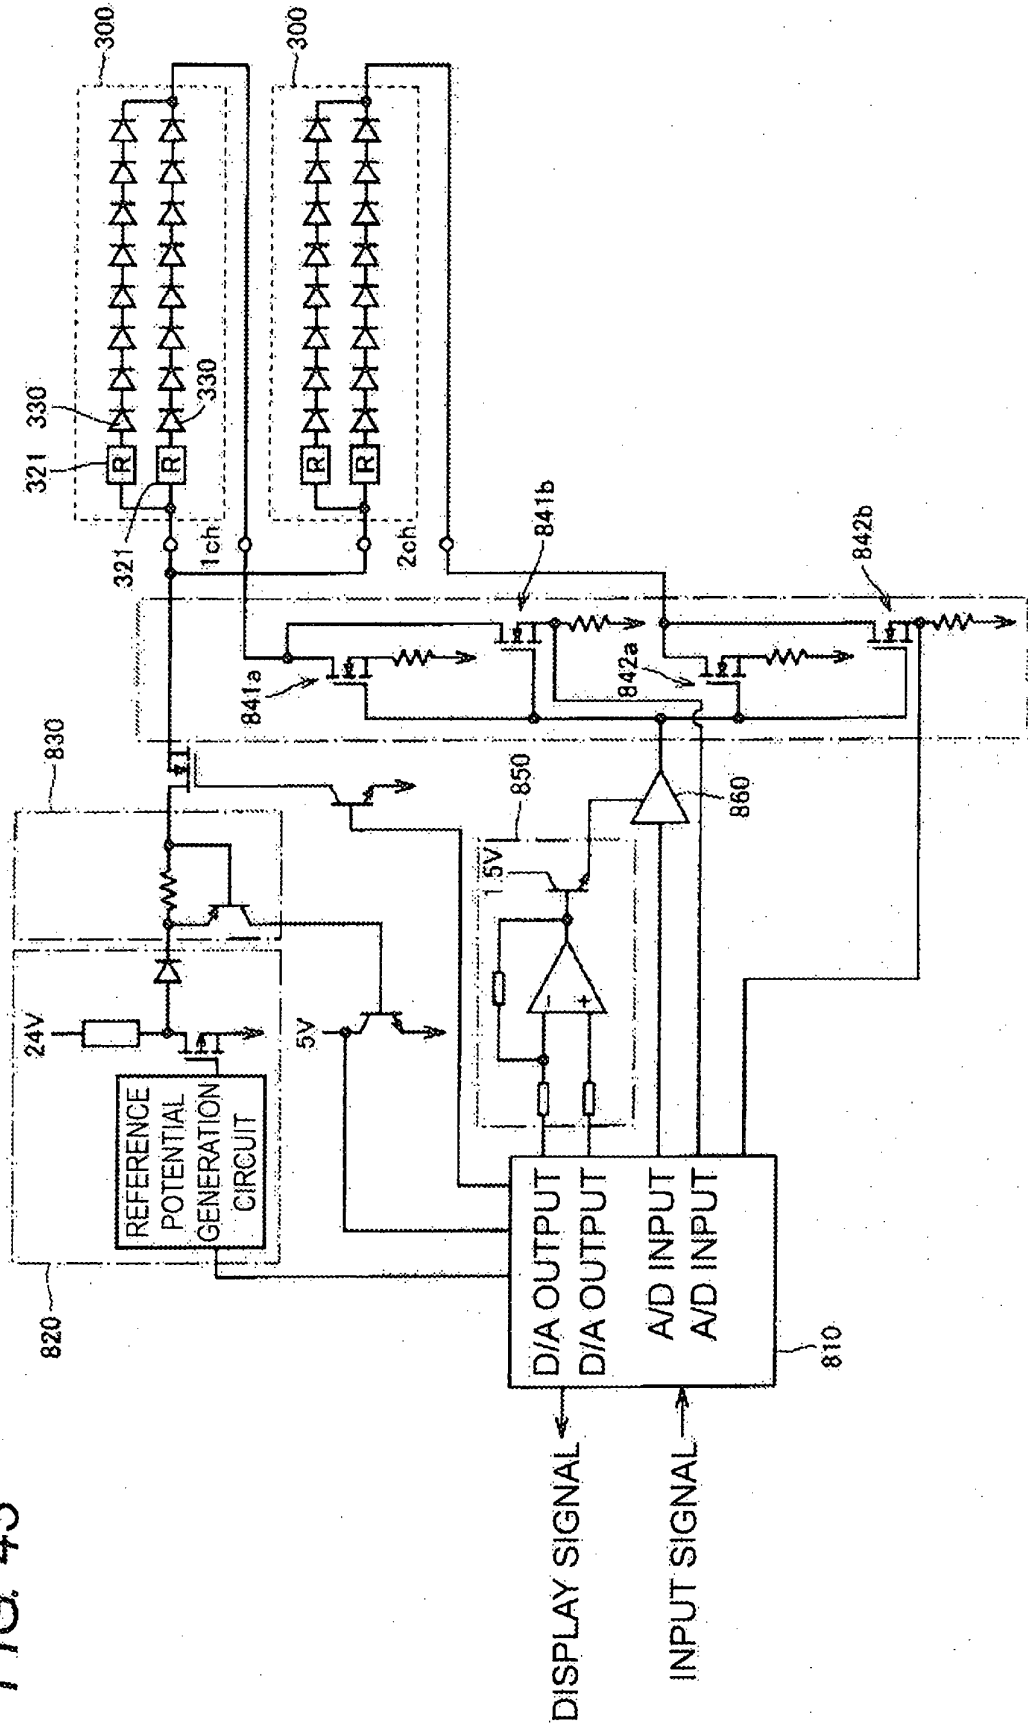 FIG. 43
820
24V
REFERENCE
POTENTIAL
GENERATION
CIRCUIT
830
5V
321
330
300
R
R
321
330
1ch
300
R
R
2ch
841a
841b
842a
842b
850
1.5V
−
+
860
D/A OUTPUT
D/A OUTPUT
A/D INPUT
A/D INPUT
810
DISPLAY SIGNAL
INPUT SIGNAL